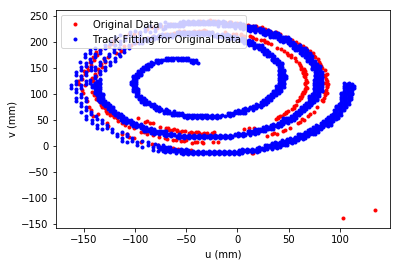 Original Data
Track Fitting for Original Data
250
200
150
100
50
0
−50
−100
−150
v (mm)
−150 −100 −50 0 50 100
u (mm)